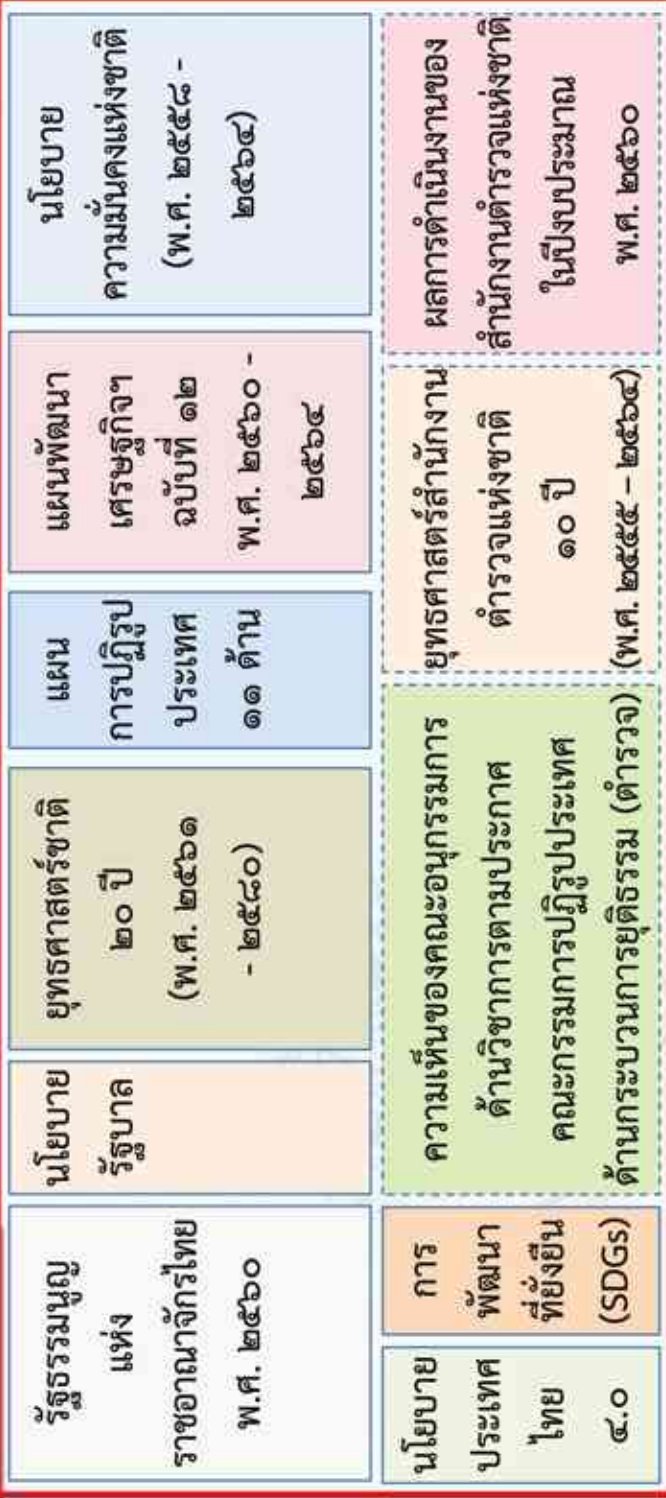 รัฐธรรมนูญ
แห่ง
ราชอาณาจักรไทย
พ.ศ. ๒๕๖๐
นโยบาย
รัฐบาล
ยุทธศาสตร์ชาติ
๒๐ ปี
(พ.ศ. ๒๕๖๑
- ๒๕๘๐)
แผน
การปฏิรูป
ประเทศ
๑๑ ด้าน
แผนพัฒนา
เศรษฐกิจฯ
ฉบับที่ ๑๒
พ.ศ. ๒๕๖๐ -
๒๕๖๔
นโยบาย
ความมั่นคงแห่งชาติ
(พ.ศ. ๒๕๕๘ -
๒๕๖๔)
นโยบาย
ประเทศ
ไทย
๔.๐
การ
พัฒนา
ที่ยั่งยืน
(SDGs)
ความเห็นของคณะอนุกรรมการ
ด้านวิชาการตามประกาศ
คณะกรรมการปฏิรูปประเทศ
ด้านกระบวนการยุติธรรม (ตำรวจ)
ยุทธศาสตร์สำนักงาน
ตำรวจแห่งชาติ
๑๐ ปี
(พ.ศ. ๒๕๕๕ – ๒๕๖๔)
ผลการดำเนินงานของ
สำนักงานตำรวจแห่งชาติ
ในปีงบประมาณ
พ.ศ. ๒๕๖๐